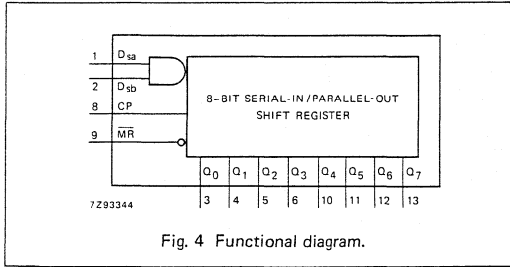 1 Dsa
2 Dsb
8 CP
9 MR
8-BIT SERIAL-IN/PARALLEL-OUT
SHIFT REGISTER
Q0 Q1 Q2 Q3 Q4 Q5 Q6 Q7
3 4 5 6 10 11 12 13
7Z93344
Fig. 4 Functional diagram.